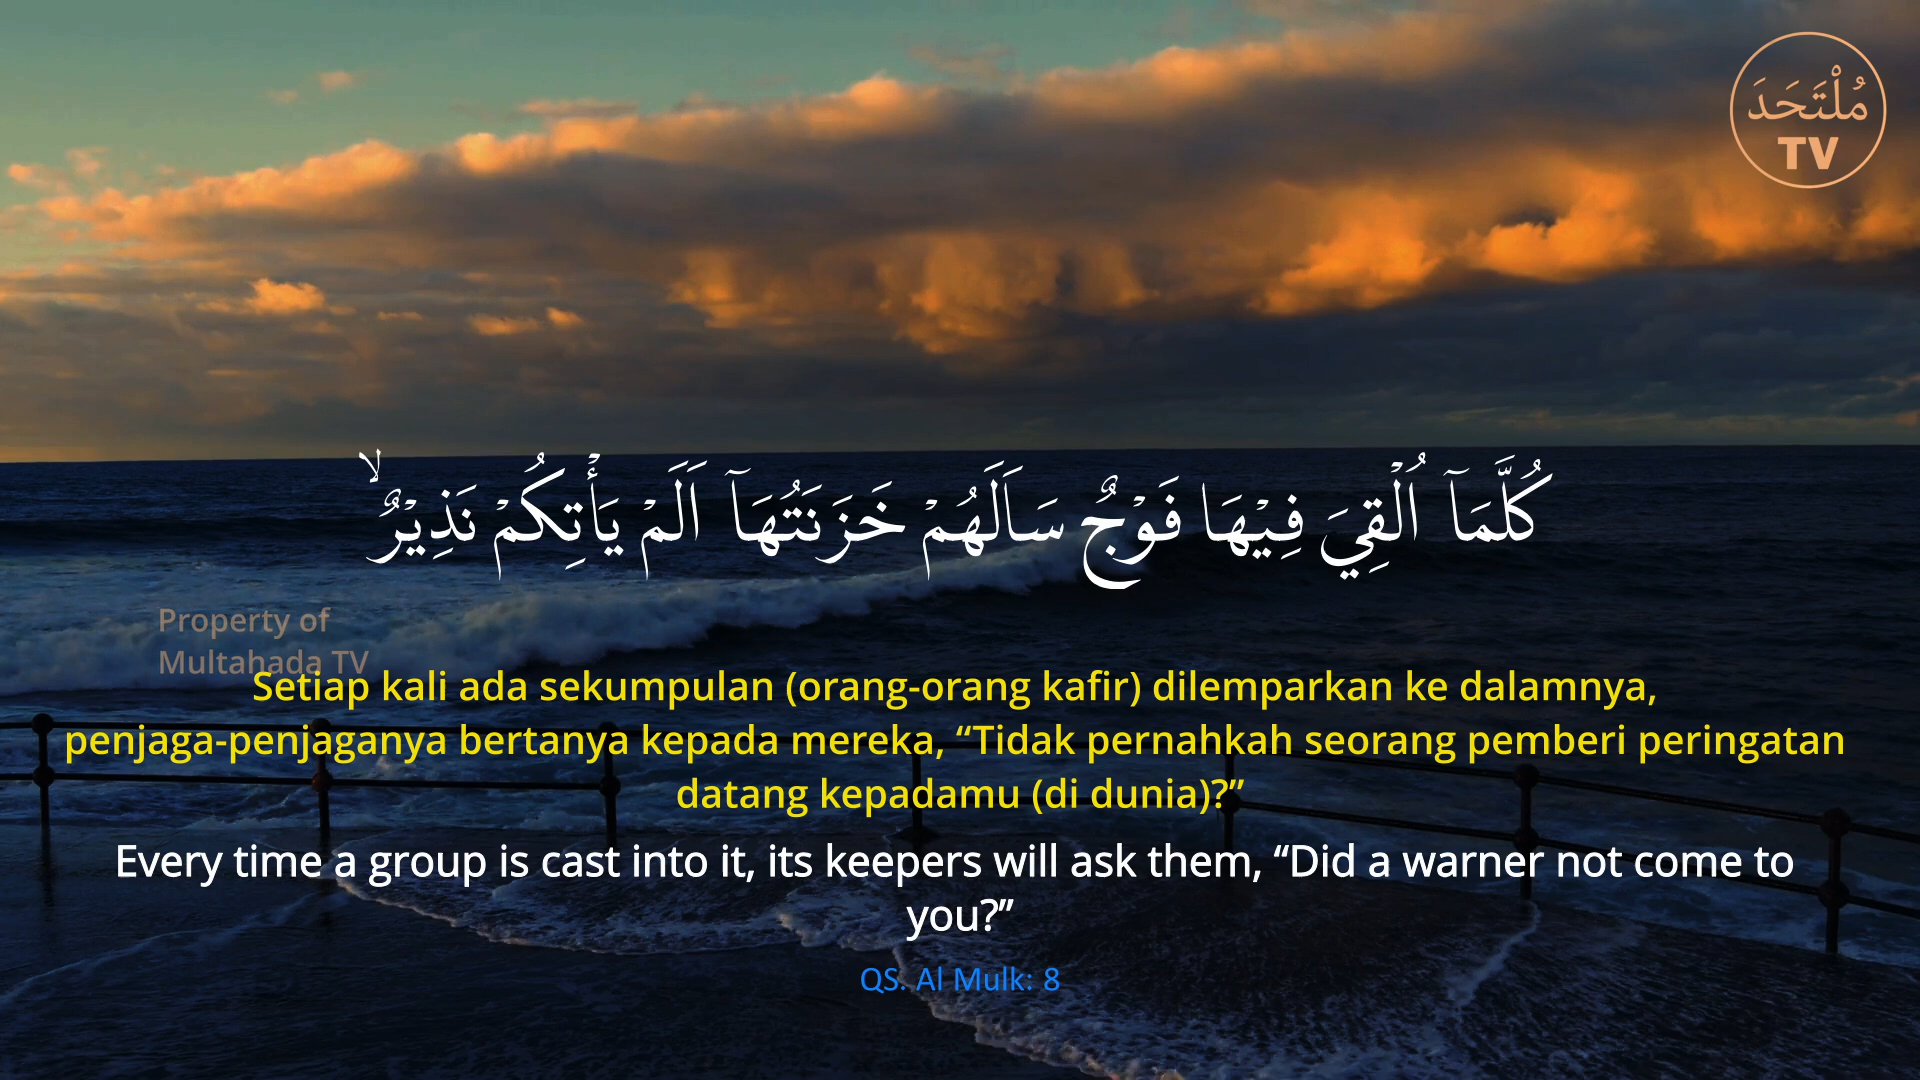 مُلْتَحَدَ
TV
كُلَّمَآ اُلْقِيَ فِيْهَا فَوْجٌ سَاَلَهُمْ خَزَنَتُهَآ اَلَمْ يَأْتِكُمْ نَذِيْرٌۙ
Property of
Multahada TV
Setiap kali ada sekumpulan (orang-orang kafir) dilemparkan ke dalamnya,
penjaga-penjaganya bertanya kepada mereka, “Tidak pernahkah seorang pemberi peringatan
datang kepadamu (di dunia)?”
Every time a group is cast into it, its keepers will ask them, “Did a warner not come to
you?”
QS. Al Mulk: 8